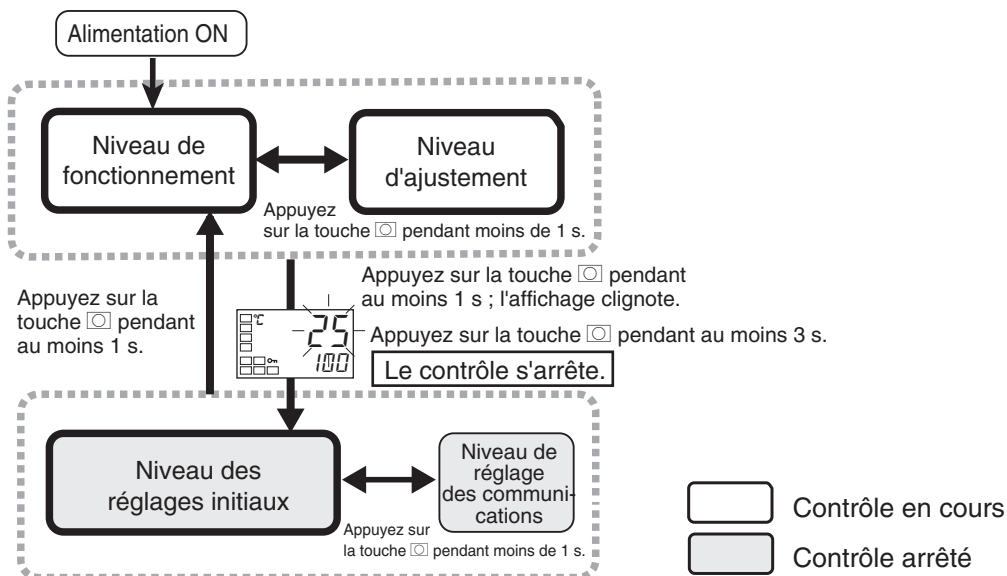 Alimentation ON
Niveau de
fonctionnement
Niveau
d'ajustement
Appuyez
sur la touche pendant moins de 1 s.
Appuyez sur la
touche pendant
au moins 1 s.
Appuyez sur la touche pendant
au moins 1 s ; l'affichage clignote.
°C
25
100
Appuyez sur la touche pendant au moins 3 s.
Le contrôle s'arrête.
Niveau des
réglages initiaux
Niveau de
réglage
des communi-
cations
Appuyez sur
la touche pendant moins de 1 s.
Contrôle en cours
Contrôle arrêté